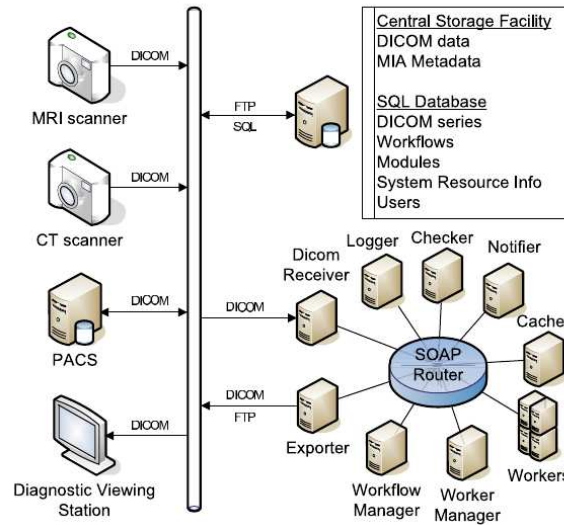 MRI scanner
DICOM
CT scanner
DICOM
PACS
DICOM
Diagnostic Viewing
Station
DICOM
FTP
SQL
Central Storage Facility
DICOM data
MIA Metadata
SQL Database
DICOM series
Workflows
Modules
System Resource Info
Users
DICOM
Dicom
Receiver
Logger
Checker
Notifier
Cache
SOAP
Router
DICOM
FTP
Exporter
Workflow
Manager
Worker
Manager
Workers